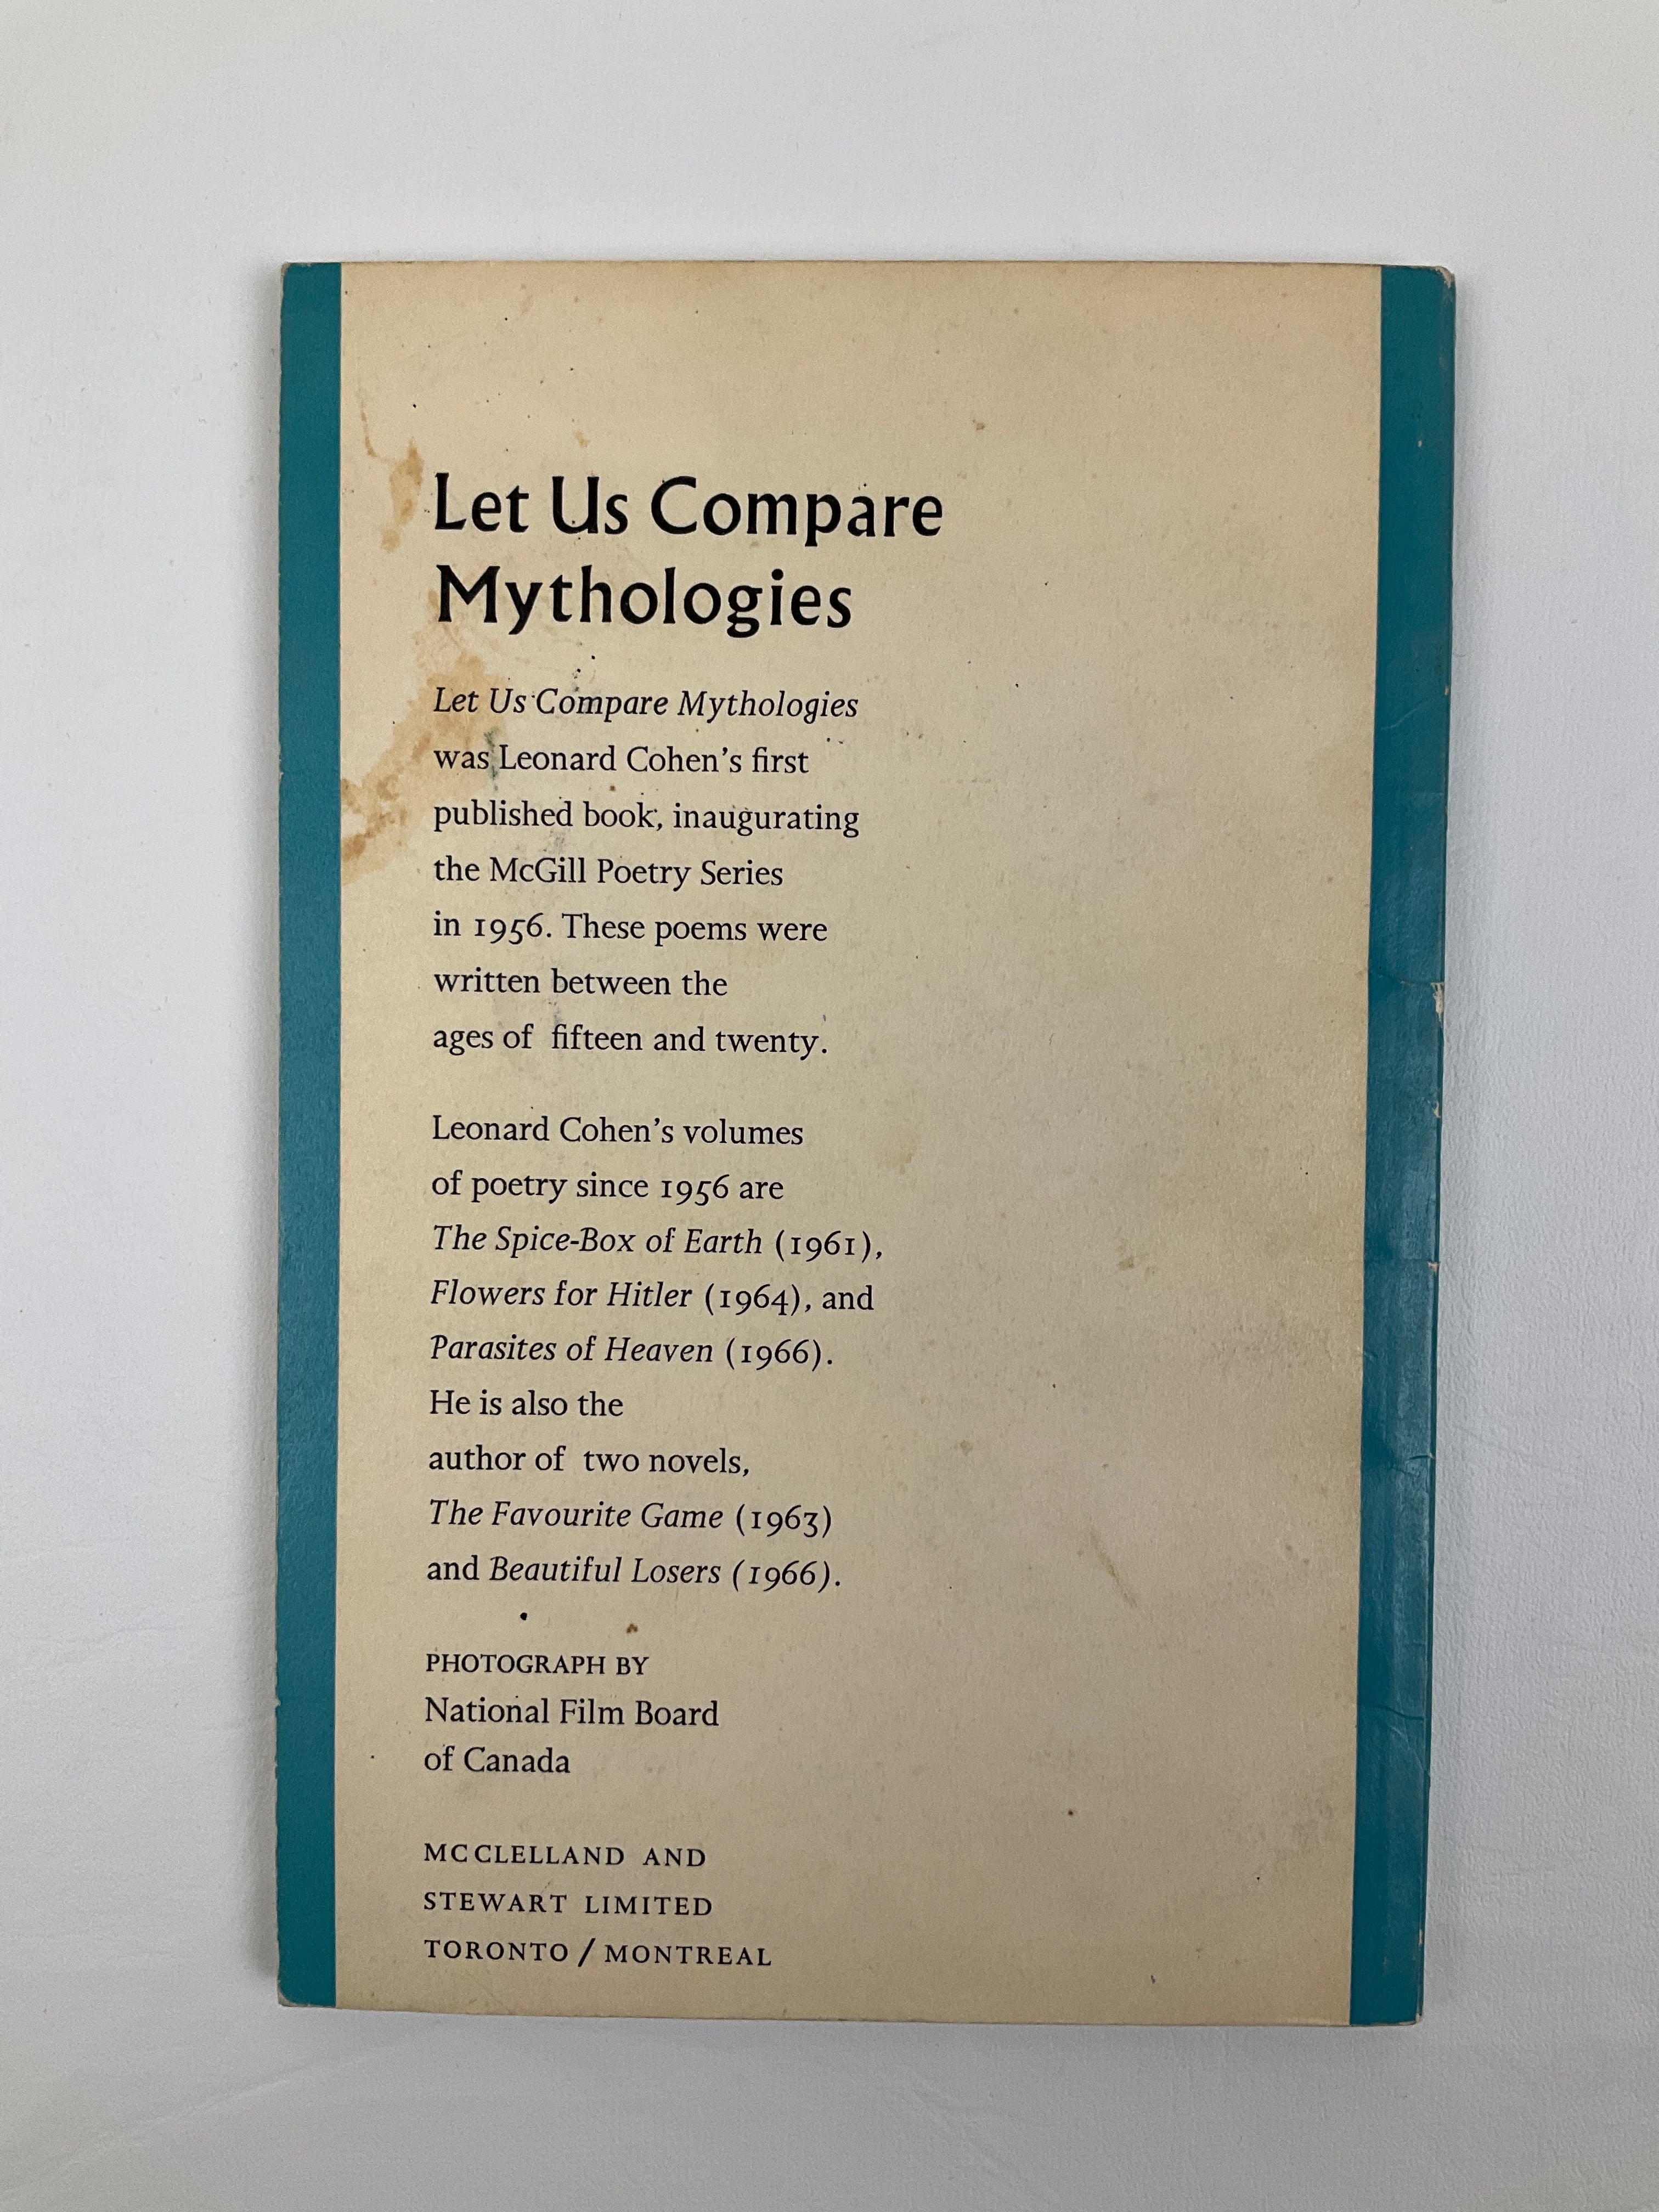 Let Us Compare
Mythologies
Let Us Compare Mythologies
was Leonard Cohen's first
published book, inaugurating
the McGill Poetry Series
in 1956. These poems were
written between the
ages of fifteen and twenty.
Leonard Cohen's volumes
of poetry since 1956 are
The Spice-Box of Earth (1961),
Flowers for Hitler (1964), and
Parasites of Heaven (1966).
He is also the
author of two novels,
The Favourite Game (1963)
and Beautiful Losers (1966).
PHOTOGRAPH BY
National Film Board
of Canada
MCCLELLAND AND
STEWART LIMITED
TORONTO / MONTREAL